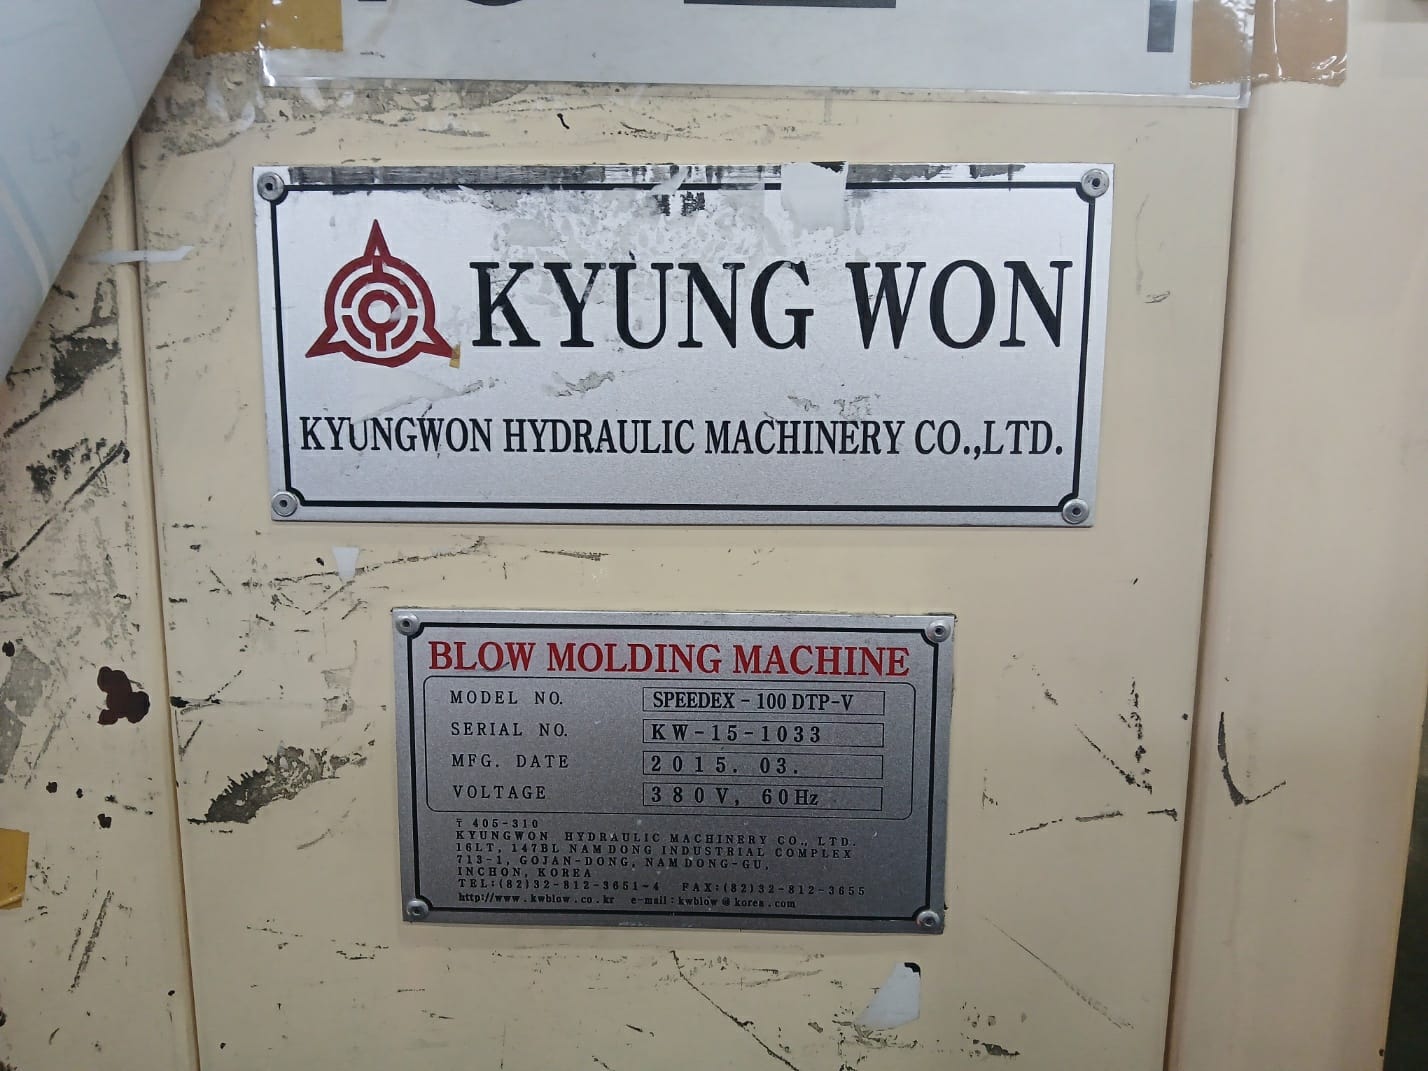 KYUNG WON
KYUNGWON HYDRAULIC MACHINERY CO.,LTD.
BLOW MOLDING MACHINE
MODEL NO. SPEEDEX - 100 DTP-V
SERIAL NO. KW-15-1033
MFG. DATE 2015. 03.
VOLTAGE 380V, 60Hz
〒 405-310
KYUNGWON HYDRAULIC MACHINERY CO., LTD.
16LT, 147BL NAMDONG INDUSTRIAL COMPLEX
713-1, GOJAN-DONG, NAMDONG-GU,
INCHON, KOREA
TEL:(82)32-812-3651-4 FAX:(82)32-812-3655
http://www.kwblow.co.kr e-mail:kwblow@korea.com